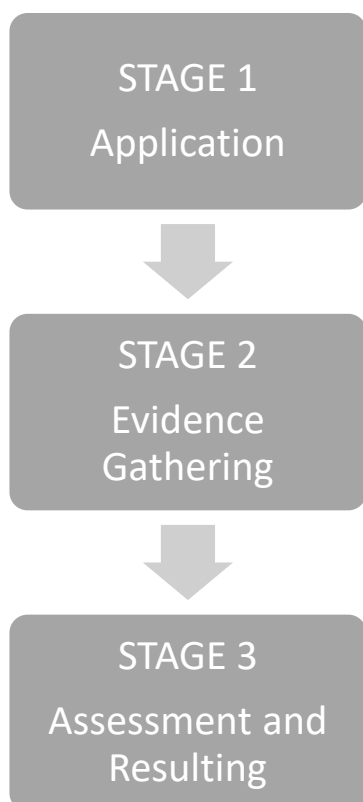 STAGE 1
Application
STAGE 2
Evidence
Gathering
STAGE 3
Assessment and
Resulting